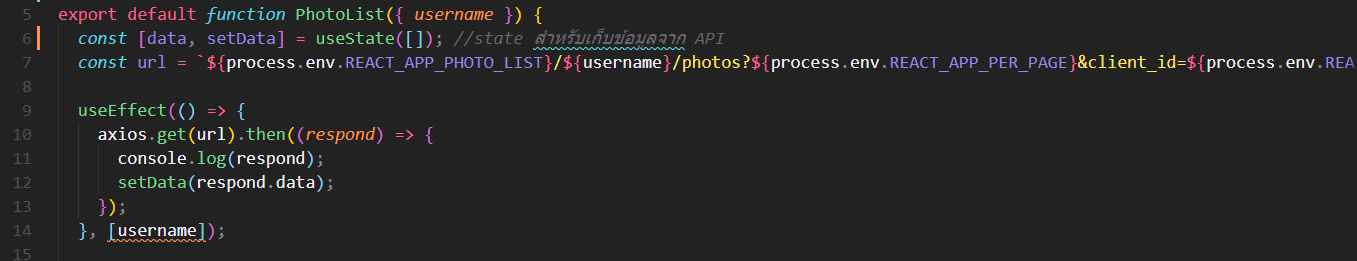 5 export default function PhotoList({ username }) {
6 const [data, setData] = useState([]); //state สำหรับเก็บข้อมูลจาก API
7 const url = `${process.env.REACT_APP_PHOTO_LIST}/${username}/photos?${process.env.REACT_APP_PER_PAGE}&client_id=${process.env.REA
8
9 useEffect(() => {
10 axios.get(url).then((respond) => {
11 console.log(respond);
12 setData(respond.data);
13 });
14 }, [username]);
15